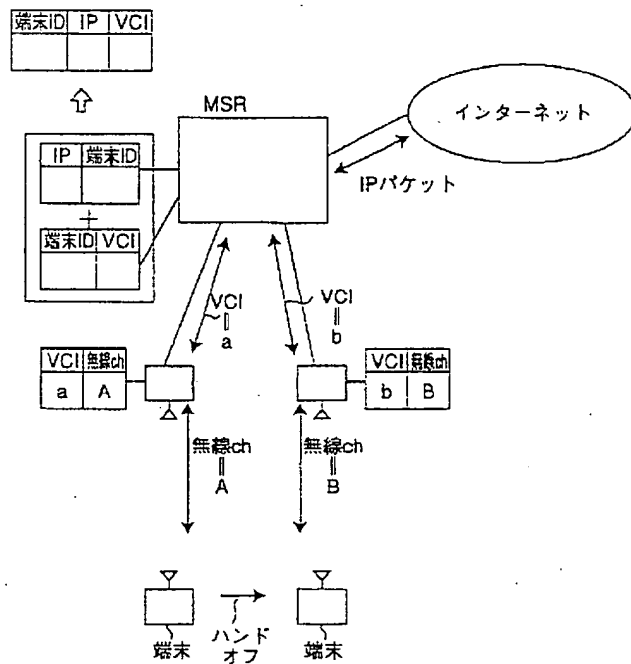 端末ID IP VCI
MSR
インターネット
IPパケット
IP 端末ID
+
端末ID VCI
VCI
||
a
VCI
||
b
VCI 無線ch
a A
VCI 無線ch
b B
無線ch
||
A
無線ch
||
B
端末
ハンド
オフ
端末